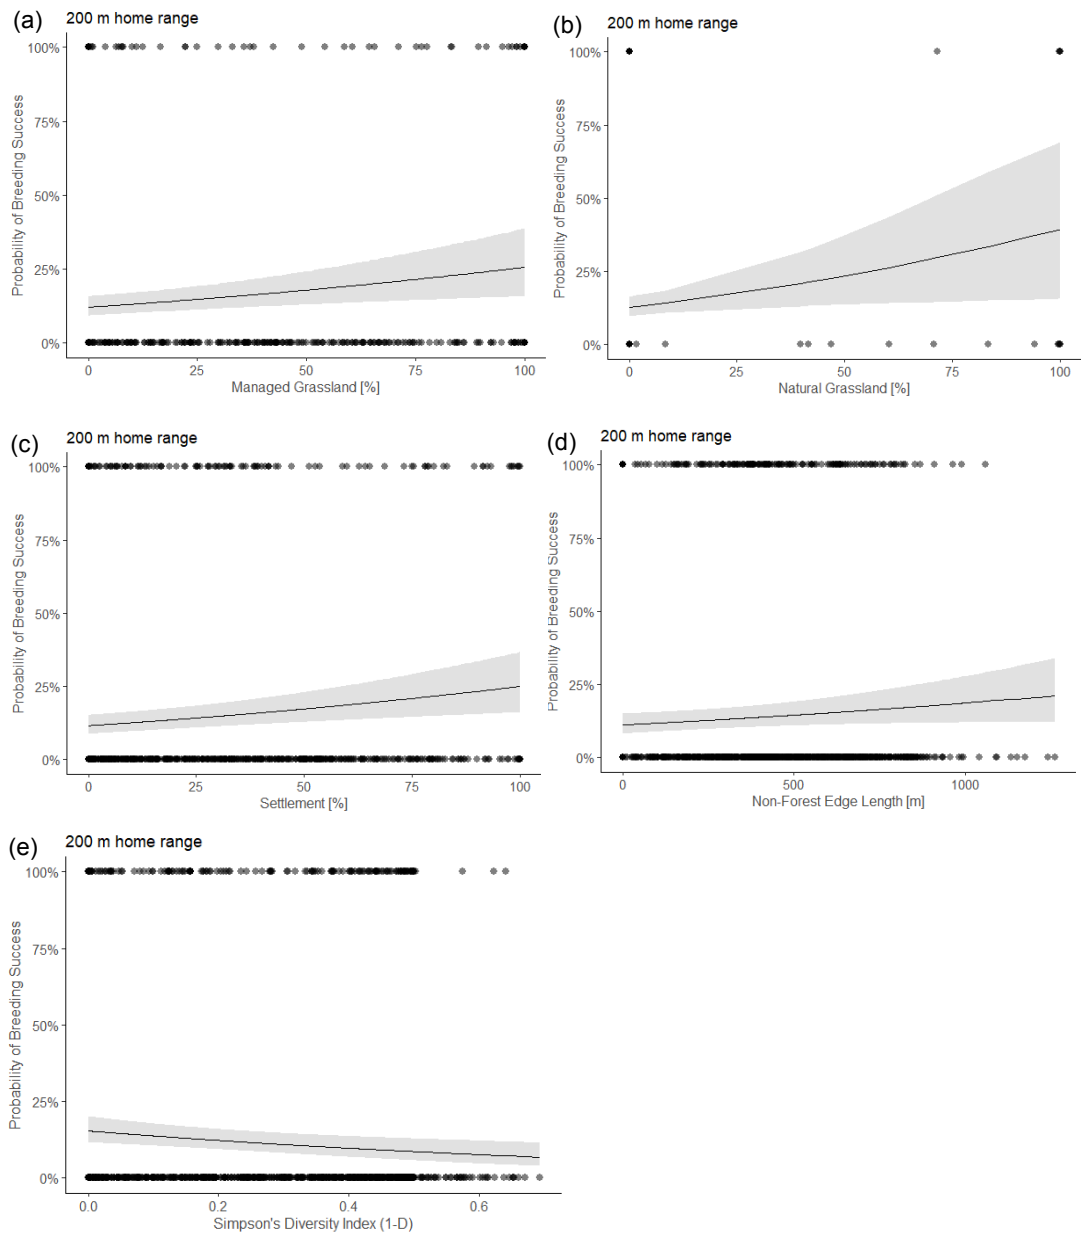 (a)
200 m home range
100%
75%
50%
25%
0%
Probability of Breeding Success
0 25 50 75 100
Managed Grassland [%]
(b)
200 m home range
100%
75%
50%
25%
0%
Probability of Breeding Success
0 25 50 75 100
Natural Grassland [%]
(c)
200 m home range
100%
75%
50%
25%
0%
Probability of Breeding Success
0 25 50 75 100
Settlement [%]
(d)
200 m home range
100%
75%
50%
25%
0%
Probability of Breeding Success
0 500 1000
Non-Forest Edge Length [m]
(e)
200 m home range
100%
75%
50%
25%
0%
Probability of Breeding Success
0.0 0.2 0.4 0.6
Simpson's Diversity Index (1-D)